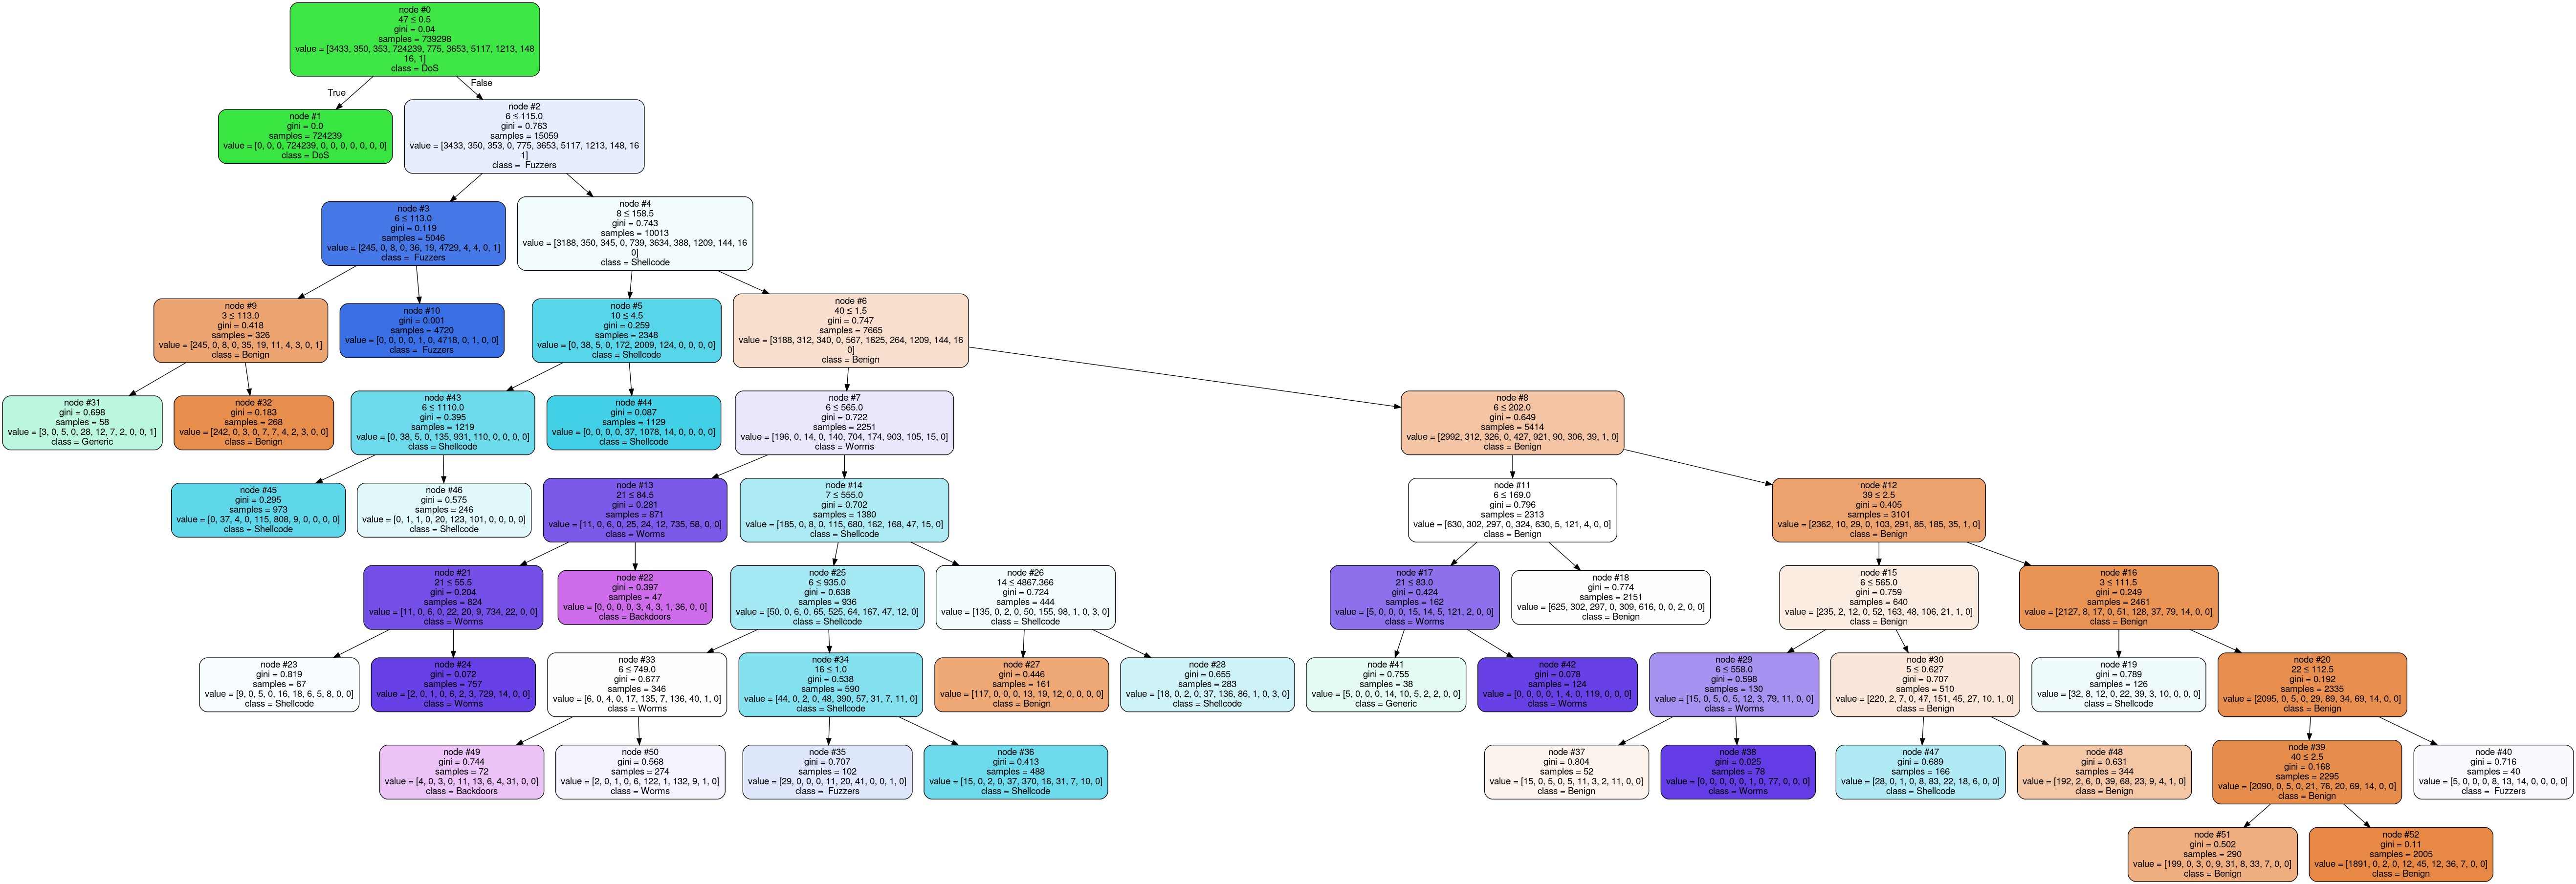 node #0
47 ≤ 0.5
gini = 0.04
samples = 739298
value = [3433, 350, 353, 724239, 775, 3653, 5117, 1213, 148
16, 1]
class = DoS
True
False
node #1
gini = 0.0
samples = 724239
value = [0, 0, 0, 724239, 0, 0, 0, 0, 0, 0, 0]
class = DoS
node #2
6 ≤ 115.0
gini = 0.763
samples = 15059
value = [3433, 350, 353, 0, 775, 3653, 5117, 1213, 148, 16
1]
class = Fuzzers
node #3
6 ≤ 113.0
gini = 0.119
samples = 5046
value = [245, 0, 8, 0, 36, 19, 4729, 4, 4, 0, 1]
class = Fuzzers
node #4
8 ≤ 158.5
gini = 0.743
samples = 10013
value = [3188, 350, 345, 0, 739, 3634, 388, 1209, 144, 16
0]
class = Shellcode
node #9
3 ≤ 113.0
gini = 0.418
samples = 326
value = [245, 0, 8, 0, 35, 19, 11, 4, 3, 0, 1]
class = Benign
node #10
gini = 0.001
samples = 4720
value = [0, 0, 0, 0, 1, 0, 4718, 0, 1, 0, 0]
class = Fuzzers
node #5
10 ≤ 4.5
gini = 0.259
samples = 2348
value = [0, 38, 5, 0, 172, 2009, 124, 0, 0, 0, 0]
class = Shellcode
node #6
40 ≤ 1.5
gini = 0.747
samples = 7665
value = [3188, 312, 340, 0, 567, 1625, 264, 1209, 144, 16
0]
class = Benign
node #31
gini = 0.698
samples = 58
value = [3, 0, 5, 0, 28, 12, 7, 2, 0, 0, 1]
class = Generic
node #32
gini = 0.183
samples = 268
value = [242, 0, 3, 0, 7, 7, 4, 2, 3, 0, 0]
class = Benign
node #43
6 ≤ 1110.0
gini = 0.395
samples = 1219
value = [0, 38, 5, 0, 135, 931, 110, 0, 0, 0, 0]
class = Shellcode
node #44
gini = 0.087
samples = 1129
value = [0, 0, 0, 0, 37, 1078, 14, 0, 0, 0, 0]
class = Shellcode
node #7
6 ≤ 565.0
gini = 0.722
samples = 2251
value = [196, 0, 14, 0, 140, 704, 174, 903, 105, 15, 0]
class = Worms
node #8
6 ≤ 202.0
gini = 0.649
samples = 5414
value = [2992, 312, 326, 0, 427, 921, 90, 306, 39, 1, 0]
class = Benign
node #45
gini = 0.295
samples = 973
value = [0, 37, 4, 0, 115, 808, 9, 0, 0, 0, 0]
class = Shellcode
node #46
gini = 0.575
samples = 246
value = [0, 1, 1, 0, 20, 123, 101, 0, 0, 0, 0]
class = Shellcode
node #13
21 ≤ 84.5
gini = 0.281
samples = 871
value = [11, 0, 6, 0, 25, 24, 12, 735, 58, 0, 0]
class = Worms
node #14
7 ≤ 555.0
gini = 0.702
samples = 1380
value = [185, 0, 8, 0, 115, 680, 162, 168, 47, 15, 0]
class = Shellcode
node #11
6 ≤ 169.0
gini = 0.796
samples = 2313
value = [630, 302, 297, 0, 324, 630, 5, 121, 4, 0, 0]
class = Benign
node #12
39 ≤ 2.5
gini = 0.405
samples = 3101
value = [2362, 10, 29, 0, 103, 291, 85, 185, 35, 1, 0]
class = Benign
node #21
21 ≤ 55.5
gini = 0.204
samples = 824
value = [11, 0, 6, 0, 22, 20, 9, 734, 22, 0, 0]
class = Worms
node #22
gini = 0.397
samples = 47
value = [0, 0, 0, 0, 3, 4, 3, 1, 36, 0, 0]
class = Backdoors
node #25
6 ≤ 935.0
gini = 0.638
samples = 936
value = [50, 0, 6, 0, 65, 525, 64, 167, 47, 12, 0]
class = Shellcode
node #26
14 ≤ 4867.366
gini = 0.724
samples = 444
value = [135, 0, 2, 0, 50, 155, 98, 1, 0, 3, 0]
class = Shellcode
node #17
21 ≤ 83.0
gini = 0.424
samples = 162
value = [5, 0, 0, 0, 15, 14, 5, 121, 2, 0, 0]
class = Worms
node #18
gini = 0.774
samples = 2151
value = [625, 302, 297, 0, 309, 616, 0, 0, 2, 0, 0]
class = Benign
node #15
6 ≤ 565.0
gini = 0.759
samples = 640
value = [235, 2, 12, 0, 52, 163, 48, 106, 21, 1, 0]
class = Benign
node #16
3 ≤ 111.5
gini = 0.249
samples = 2461
value = [2127, 8, 17, 0, 51, 128, 37, 79, 14, 0, 0]
class = Benign
node #23
gini = 0.819
samples = 67
value = [9, 0, 5, 0, 16, 18, 6, 5, 8, 0, 0]
class = Shellcode
node #24
gini = 0.072
samples = 757
value = [2, 0, 1, 0, 6, 2, 3, 729, 14, 0, 0]
class = Worms
node #33
6 ≤ 749.0
gini = 0.677
samples = 346
value = [6, 0, 4, 0, 17, 135, 7, 136, 40, 1, 0]
class = Worms
node #34
16 ≤ 1.0
gini = 0.538
samples = 590
value = [44, 0, 2, 0, 48, 390, 57, 31, 7, 11, 0]
class = Shellcode
node #27
gini = 0.446
samples = 161
value = [117, 0, 0, 0, 13, 19, 12, 0, 0, 0, 0]
class = Benign
node #28
gini = 0.655
samples = 283
value = [18, 0, 2, 0, 37, 136, 86, 1, 0, 3, 0]
class = Shellcode
node #41
gini = 0.755
samples = 38
value = [5, 0, 0, 0, 14, 10, 5, 2, 2, 0, 0]
class = Generic
node #42
gini = 0.078
samples = 124
value = [0, 0, 0, 0, 1, 4, 0, 119, 0, 0, 0]
class = Worms
node #29
6 ≤ 558.0
gini = 0.598
samples = 130
value = [15, 0, 5, 0, 5, 12, 3, 79, 11, 0, 0]
class = Worms
node #30
5 ≤ 0.627
gini = 0.707
samples = 510
value = [220, 2, 7, 0, 47, 151, 45, 27, 10, 1, 0]
class = Benign
node #19
gini = 0.789
samples = 126
value = [32, 8, 12, 0, 22, 39, 3, 10, 0, 0, 0]
class = Shellcode
node #20
22 ≤ 112.5
gini = 0.192
samples = 2335
value = [2095, 0, 5, 0, 29, 89, 34, 69, 14, 0, 0]
class = Benign
node #49
gini = 0.744
samples = 72
value = [4, 0, 3, 0, 11, 13, 6, 4, 31, 0, 0]
class = Backdoors
node #50
gini = 0.568
samples = 274
value = [2, 0, 1, 0, 6, 122, 1, 132, 9, 1, 0]
class = Worms
node #35
gini = 0.707
samples = 102
value = [29, 0, 0, 0, 11, 20, 41, 0, 0, 1, 0]
class = Fuzzers
node #36
gini = 0.413
samples = 488
value = [15, 0, 2, 0, 37, 370, 16, 31, 7, 10, 0]
class = Shellcode
node #37
gini = 0.804
samples = 52
value = [15, 0, 5, 0, 5, 11, 3, 2, 11, 0, 0]
class = Benign
node #38
gini = 0.025
samples = 78
value = [0, 0, 0, 0, 0, 1, 0, 77, 0, 0, 0]
class = Worms
node #47
gini = 0.689
samples = 166
value = [28, 0, 1, 0, 8, 83, 22, 18, 6, 0, 0]
class = Shellcode
node #48
gini = 0.631
samples = 344
value = [192, 2, 6, 0, 39, 68, 23, 9, 4, 1, 0]
class = Benign
node #39
40 ≤ 2.5
gini = 0.168
samples = 2295
value = [2090, 0, 5, 0, 21, 76, 20, 69, 14, 0, 0]
class = Benign
node #40
gini = 0.716
samples = 40
value = [5, 0, 0, 0, 8, 13, 14, 0, 0, 0, 0]
class = Fuzzers
node #51
gini = 0.502
samples = 290
value = [199, 0, 3, 0, 9, 31, 8, 33, 7, 0, 0]
class = Benign
node #52
gini = 0.11
samples = 2005
value = [1891, 0, 2, 0, 12, 45, 12, 36, 7, 0, 0]
class = Benign